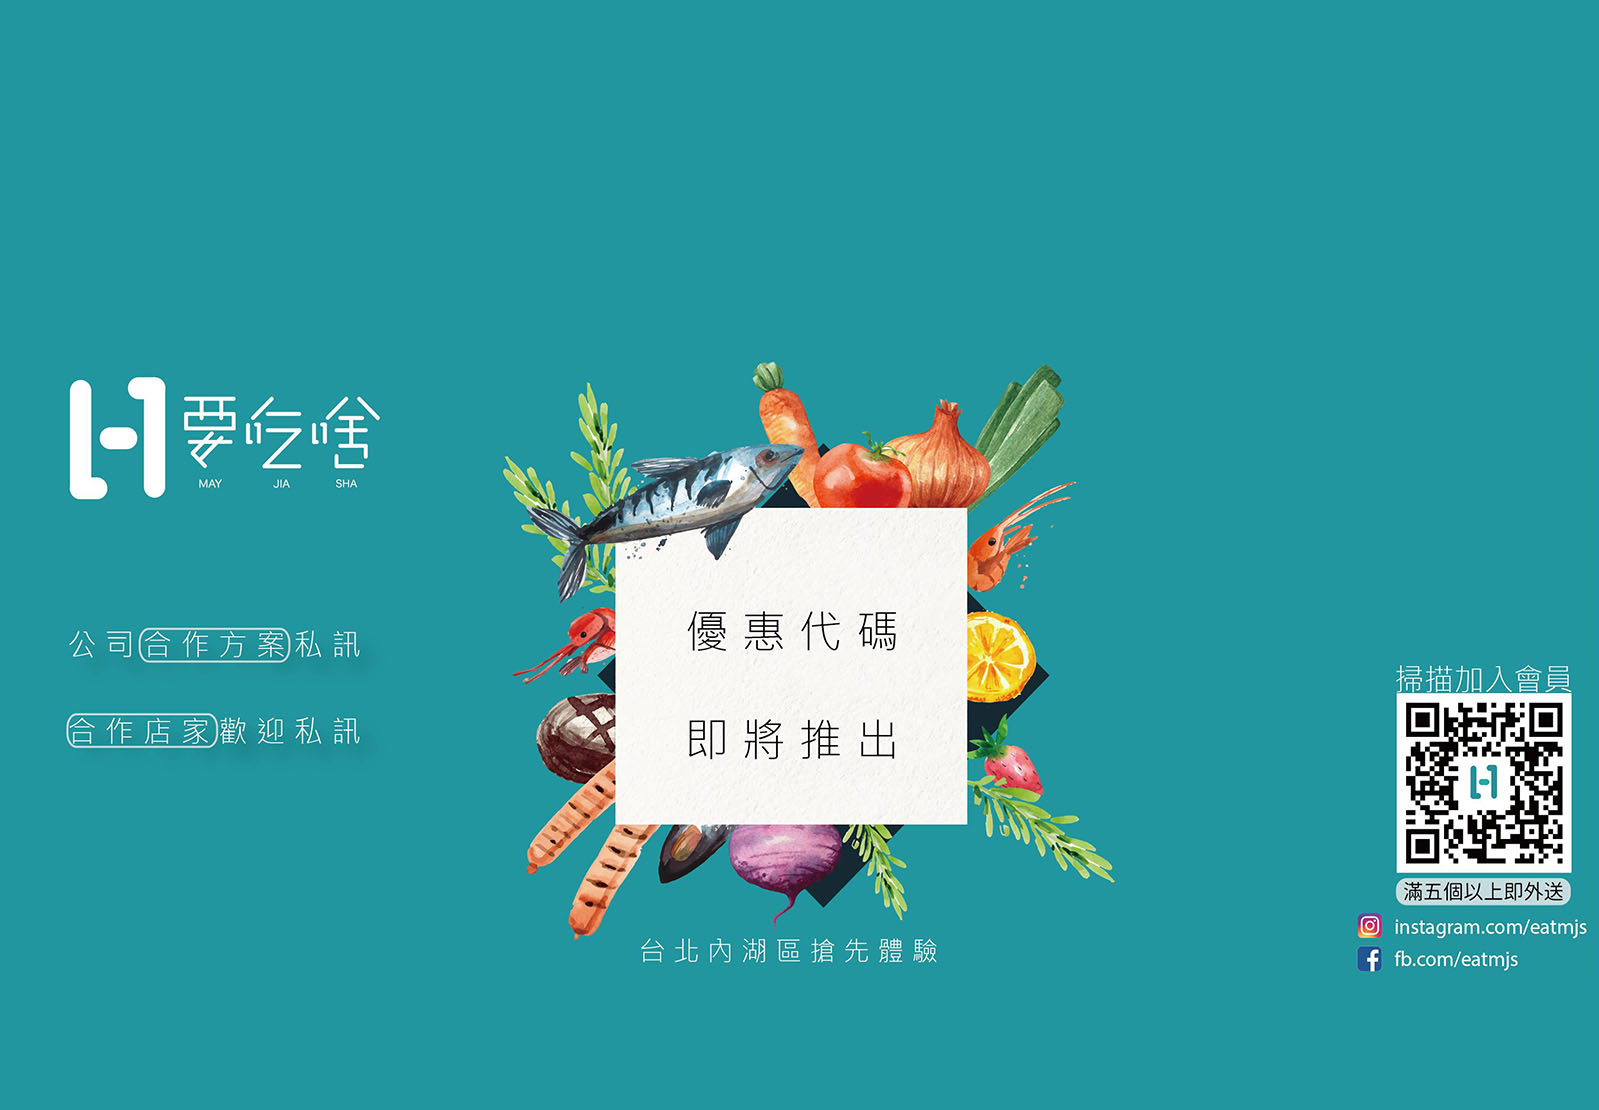 要吃啥
MAY JIA SHA
公司合作方案私訊
合作店家歡迎私訊
優惠代碼
即將推出
台北內湖區搶先體驗
掃描加入會員
滿五個以上即外送
instagram.com/eatmjs
fb.com/eatmjs